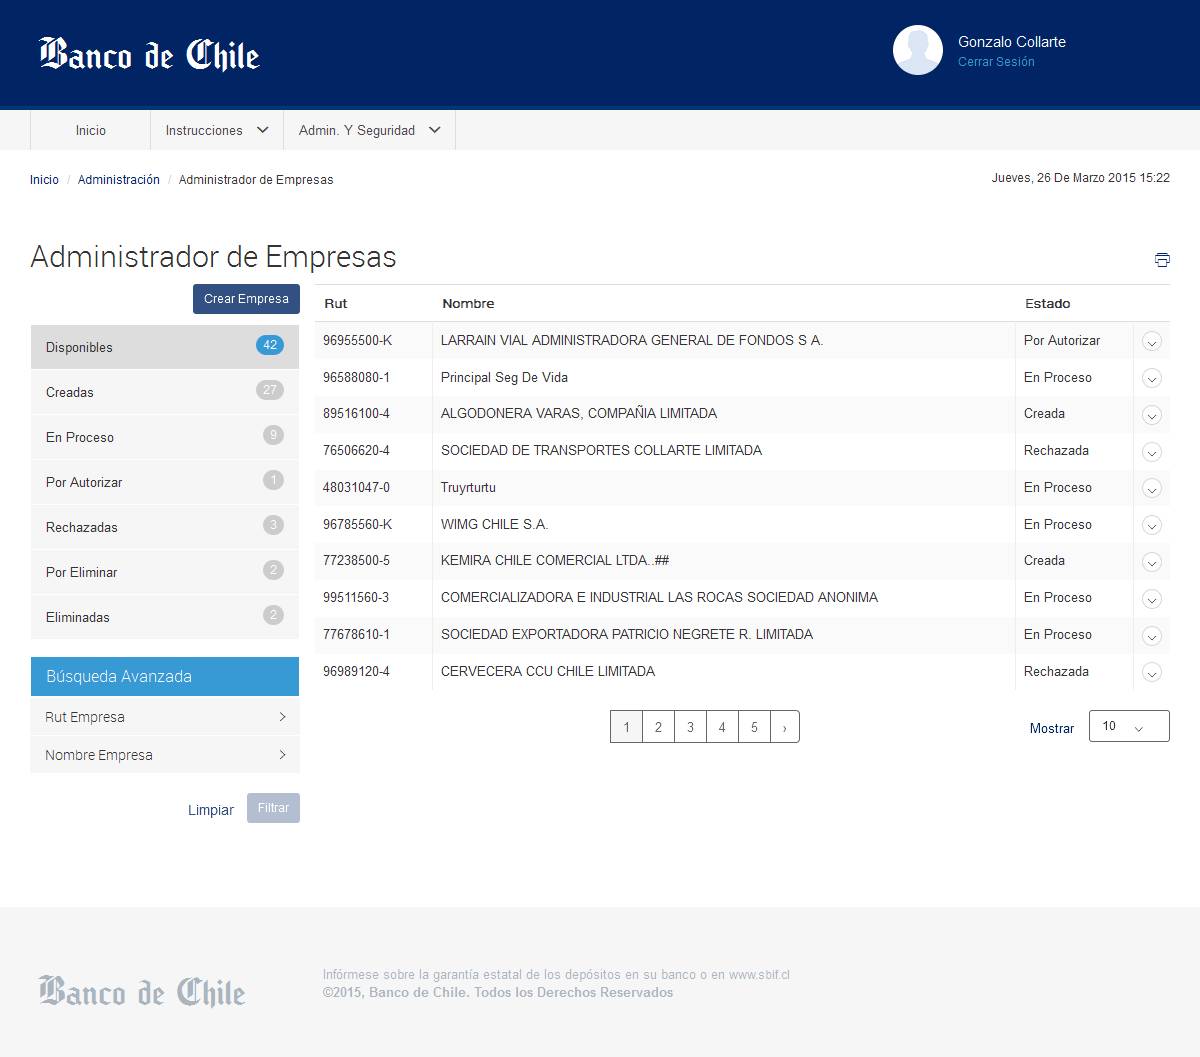 Banco de Chile
Gonzalo Collarte
Cerrar Sesión
Inicio Instrucciones Admin. Y Seguridad
Inicio / Administración / Administrador de Empresas
Jueves, 26 De Marzo 2015 15:22
Administrador de Empresas
Crear Empresa
Disponibles 42
Creadas 27
En Proceso 9
Por Autorizar 1
Rechazadas 3
Por Eliminar 2
Eliminadas 2
Búsqueda Avanzada
Rut Empresa
Nombre Empresa
Limpiar Filtrar
Rut Nombre Estado
96955500-K LARRAIN VIAL ADMINISTRADORA GENERAL DE FONDOS S A. Por Autorizar
96588080-1 Principal Seg De Vida En Proceso
89516100-4 ALGODONERA VARAS, COMPAÑIA LIMITADA Creada
76506620-4 SOCIEDAD DE TRANSPORTES COLLARTE LIMITADA Rechazada
48031047-0 Truyrturtu En Proceso
96785560-K WIMG CHILE S.A. En Proceso
77238500-5 KEMIRA CHILE COMERCIAL LTDA..## Creada
99511560-3 COMERCIALIZADORA E INDUSTRIAL LAS ROCAS SOCIEDAD ANONIMA En Proceso
77678610-1 SOCIEDAD EXPORTADORA PATRICIO NEGRETE R. LIMITADA En Proceso
96989120-4 CERVECERA CCU CHILE LIMITADA Rechazada
1 2 3 4 5 ›
Mostrar 10
Banco de Chile
Infórmese sobre la garantía estatal de los depósitos en su banco o en www.sbif.cl
©2015, Banco de Chile. Todos los Derechos Reservados